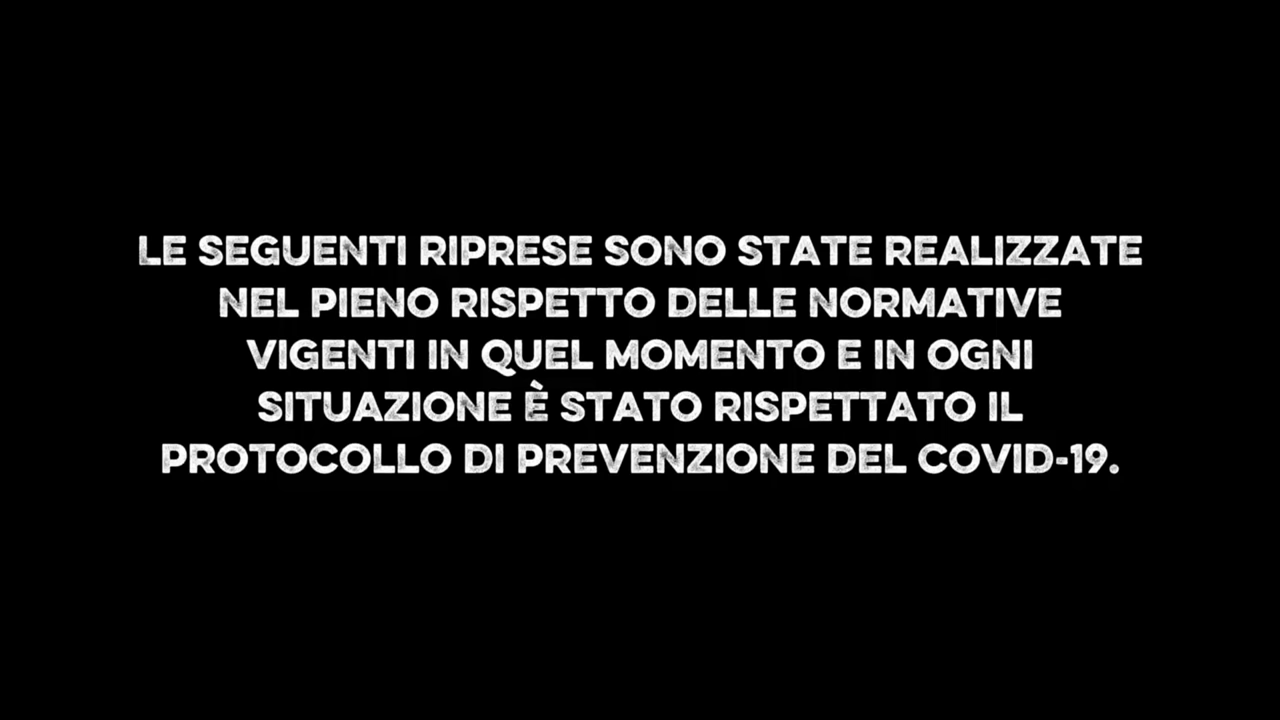 LE SEGUENTI RIPRESE SONO STATE REALIZZATE
NEL PIENO RISPETTO DELLE NORMATIVE
VIGENTI IN QUEL MOMENTO E IN OGNI
SITUAZIONE È STATO RISPETTATO IL
PROTOCOLLO DI PREVENZIONE DEL COVID-19.